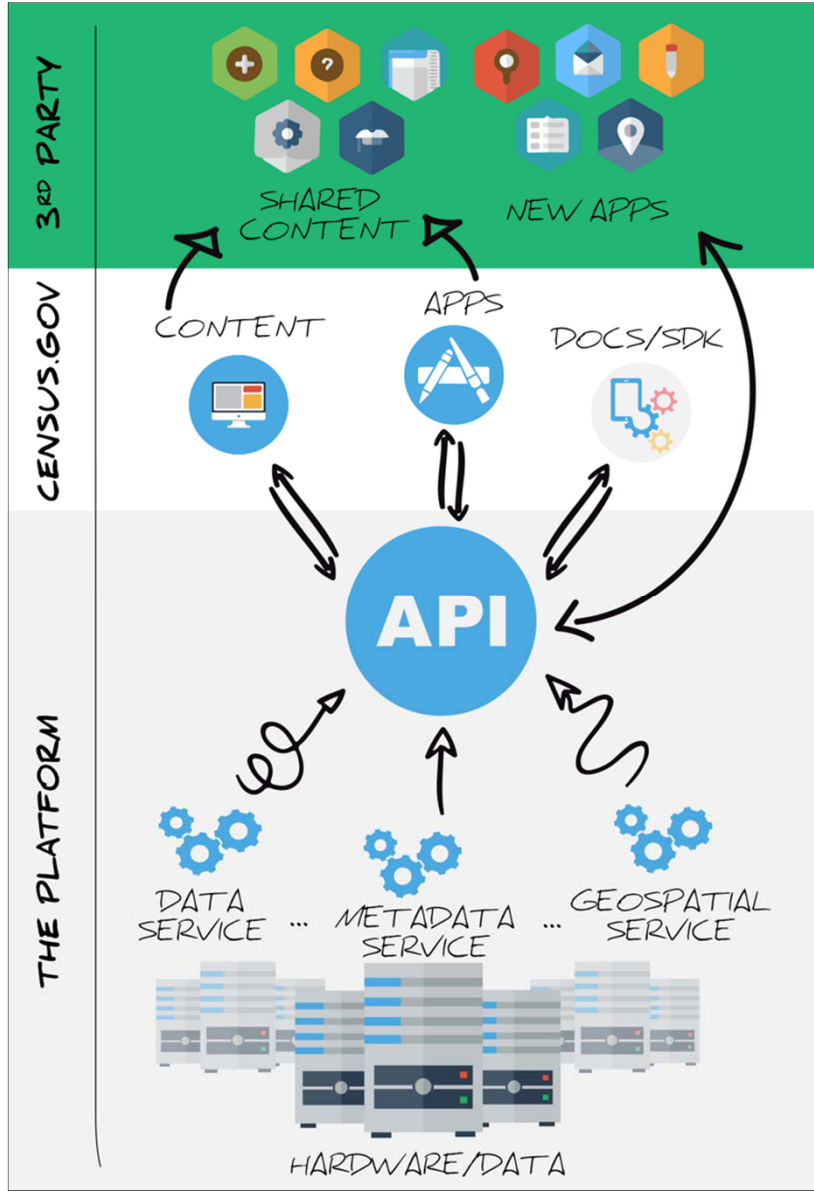 3RD PARTY
SHARED
CONTENT
NEW APPS
CENSUS.GOV
CONTENT
APPS
DOCS/SDK
THE PLATFORM
API
DATA
SERVICE
...
METADATA
SERVICE
...
GEOSPATIAL
SERVICE
HARDWARE/DATA